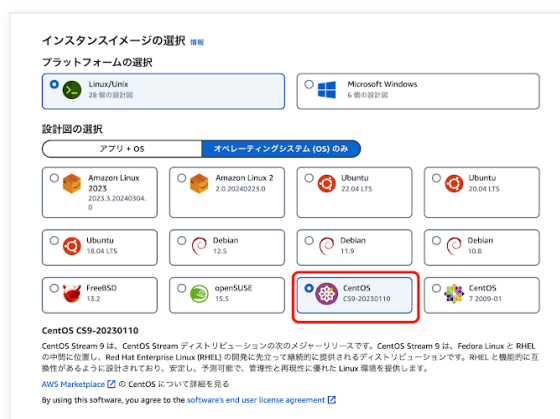 インスタンスイメージの選択 情報
プラットフォームの選択
Linux/Unix
28 個の設計図
Microsoft Windows
6 個の設計図
設計図の選択
アプリ + OS
オペレーティングシステム (OS) のみ
Amazon Linux
2023
2023.3.20240304.
0
Amazon Linux 2
2.0.20240223.0
Ubuntu
22.04 LTS
Ubuntu
20.04 LTS
Ubuntu
18.04 LTS
Debian
12.5
Debian
11.9
Debian
10.8
FreeBSD
13.2
openSUSE
15.5
CentOS
CS9-20230110
CentOS
7 2009-01
CentOS CS9-20230110
CentOS Stream 9 は、CentOS Stream ディストリビューションの次のメジャーリリースです。CentOS Stream 9 は、Fedora Linux と RHEL
の中間に位置し、Red Hat Enterprise Linux (RHEL) の開発に先立って継続的に提供されるディストリビューションです。RHEL と機能的に互
換性があるように設計されており、安定し、予測可能で、管理性と再現性に優れた Linux 環境を提供します。
AWS Marketplace の CentOS について詳細を見る
By using this software, you agree to the software's end user license agreement